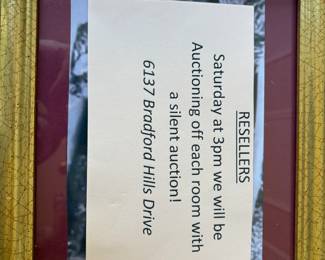 RESELLERS
Saturday at 3pm we will be
Auctioning off each room with
a silent auction!
6137 Bradford Hills Drive